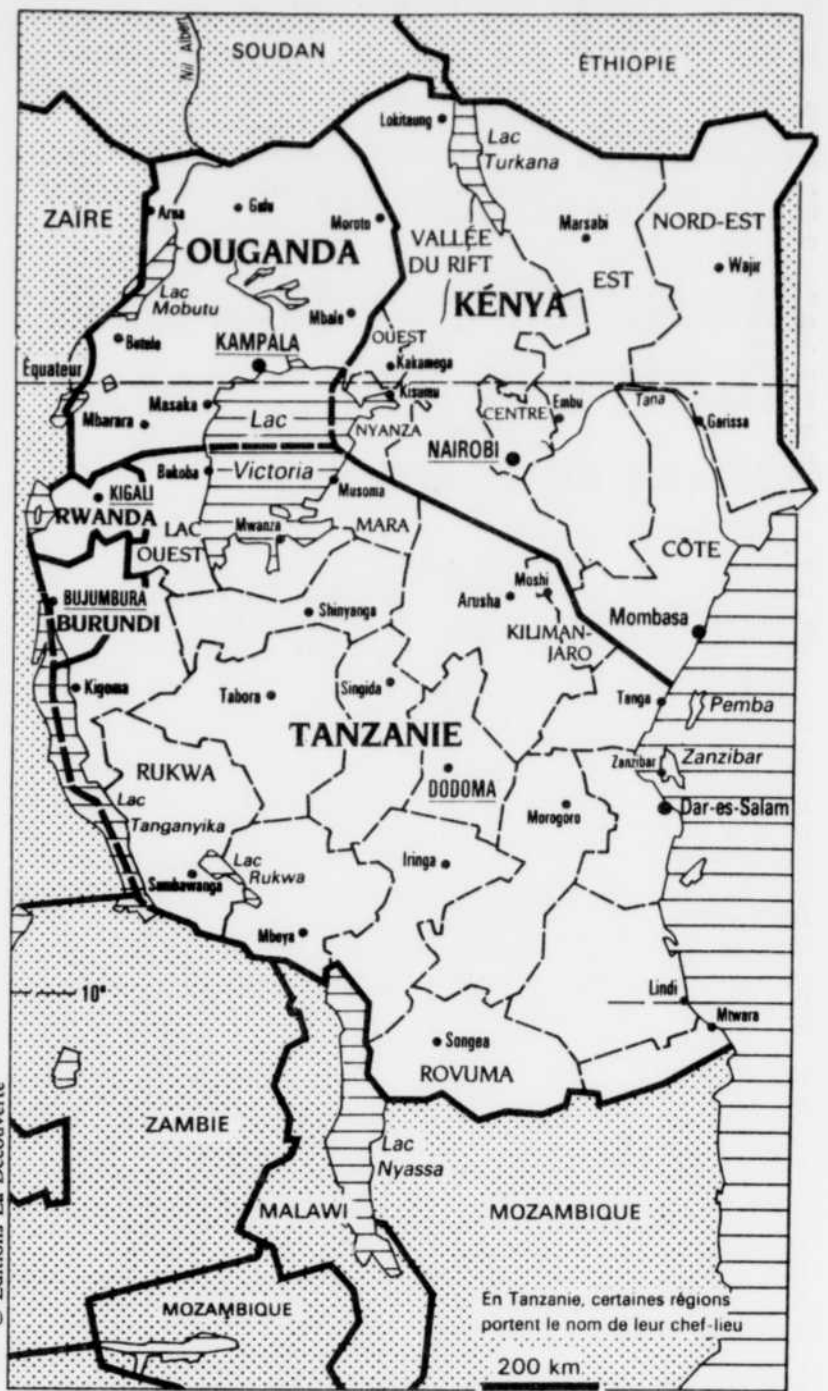 SOUDAN
ÉTHIOPIE
Nil Albert
Lokitaung
Lac
Turkana
ZAÏRE
Arua
Gulu
Moroto
OUGANDA
VALLÉE
DU RIFT
Marsabi
NORD-EST
EST
Wajir
KÉNYA
Lac
Mobutu
Mbale
OUEST
KAMPALA
Kakamega
Équateur
Kisumu
Masaka
Mbarara
Lac
CENTRE
Embu
Tana
Garissa
NYANZA
NAIROBI
Bukoba
Victoria
Musoma
KIGALI
RWANDA
LAC
OUEST
Mwanza
MARA
CÔTE
BUJUMBURA
BURUNDI
Shinyanga
Arusha
Moshi
KILIMAN-
JARO
Mombasa
Kigoma
Tabora
Singida
Tanga
Pemba
TANZANIE
RUKWA
DODOMA
Zanzibar
Zanzibar
Lac
Tanganyika
Morogoro
Dar-es-Salam
Lac
Rukwa
Iringa
Sumbawanga
Mbeya
10°
Lindi
Mtwara
Songea
ROVUMA
ZAMBIE
Lac
Nyassa
MALAWI
MOZAMBIQUE
MOZAMBIQUE
En Tanzanie, certaines régions
portent le nom de leur chef-lieu
200 km
© Éditions La Découverte